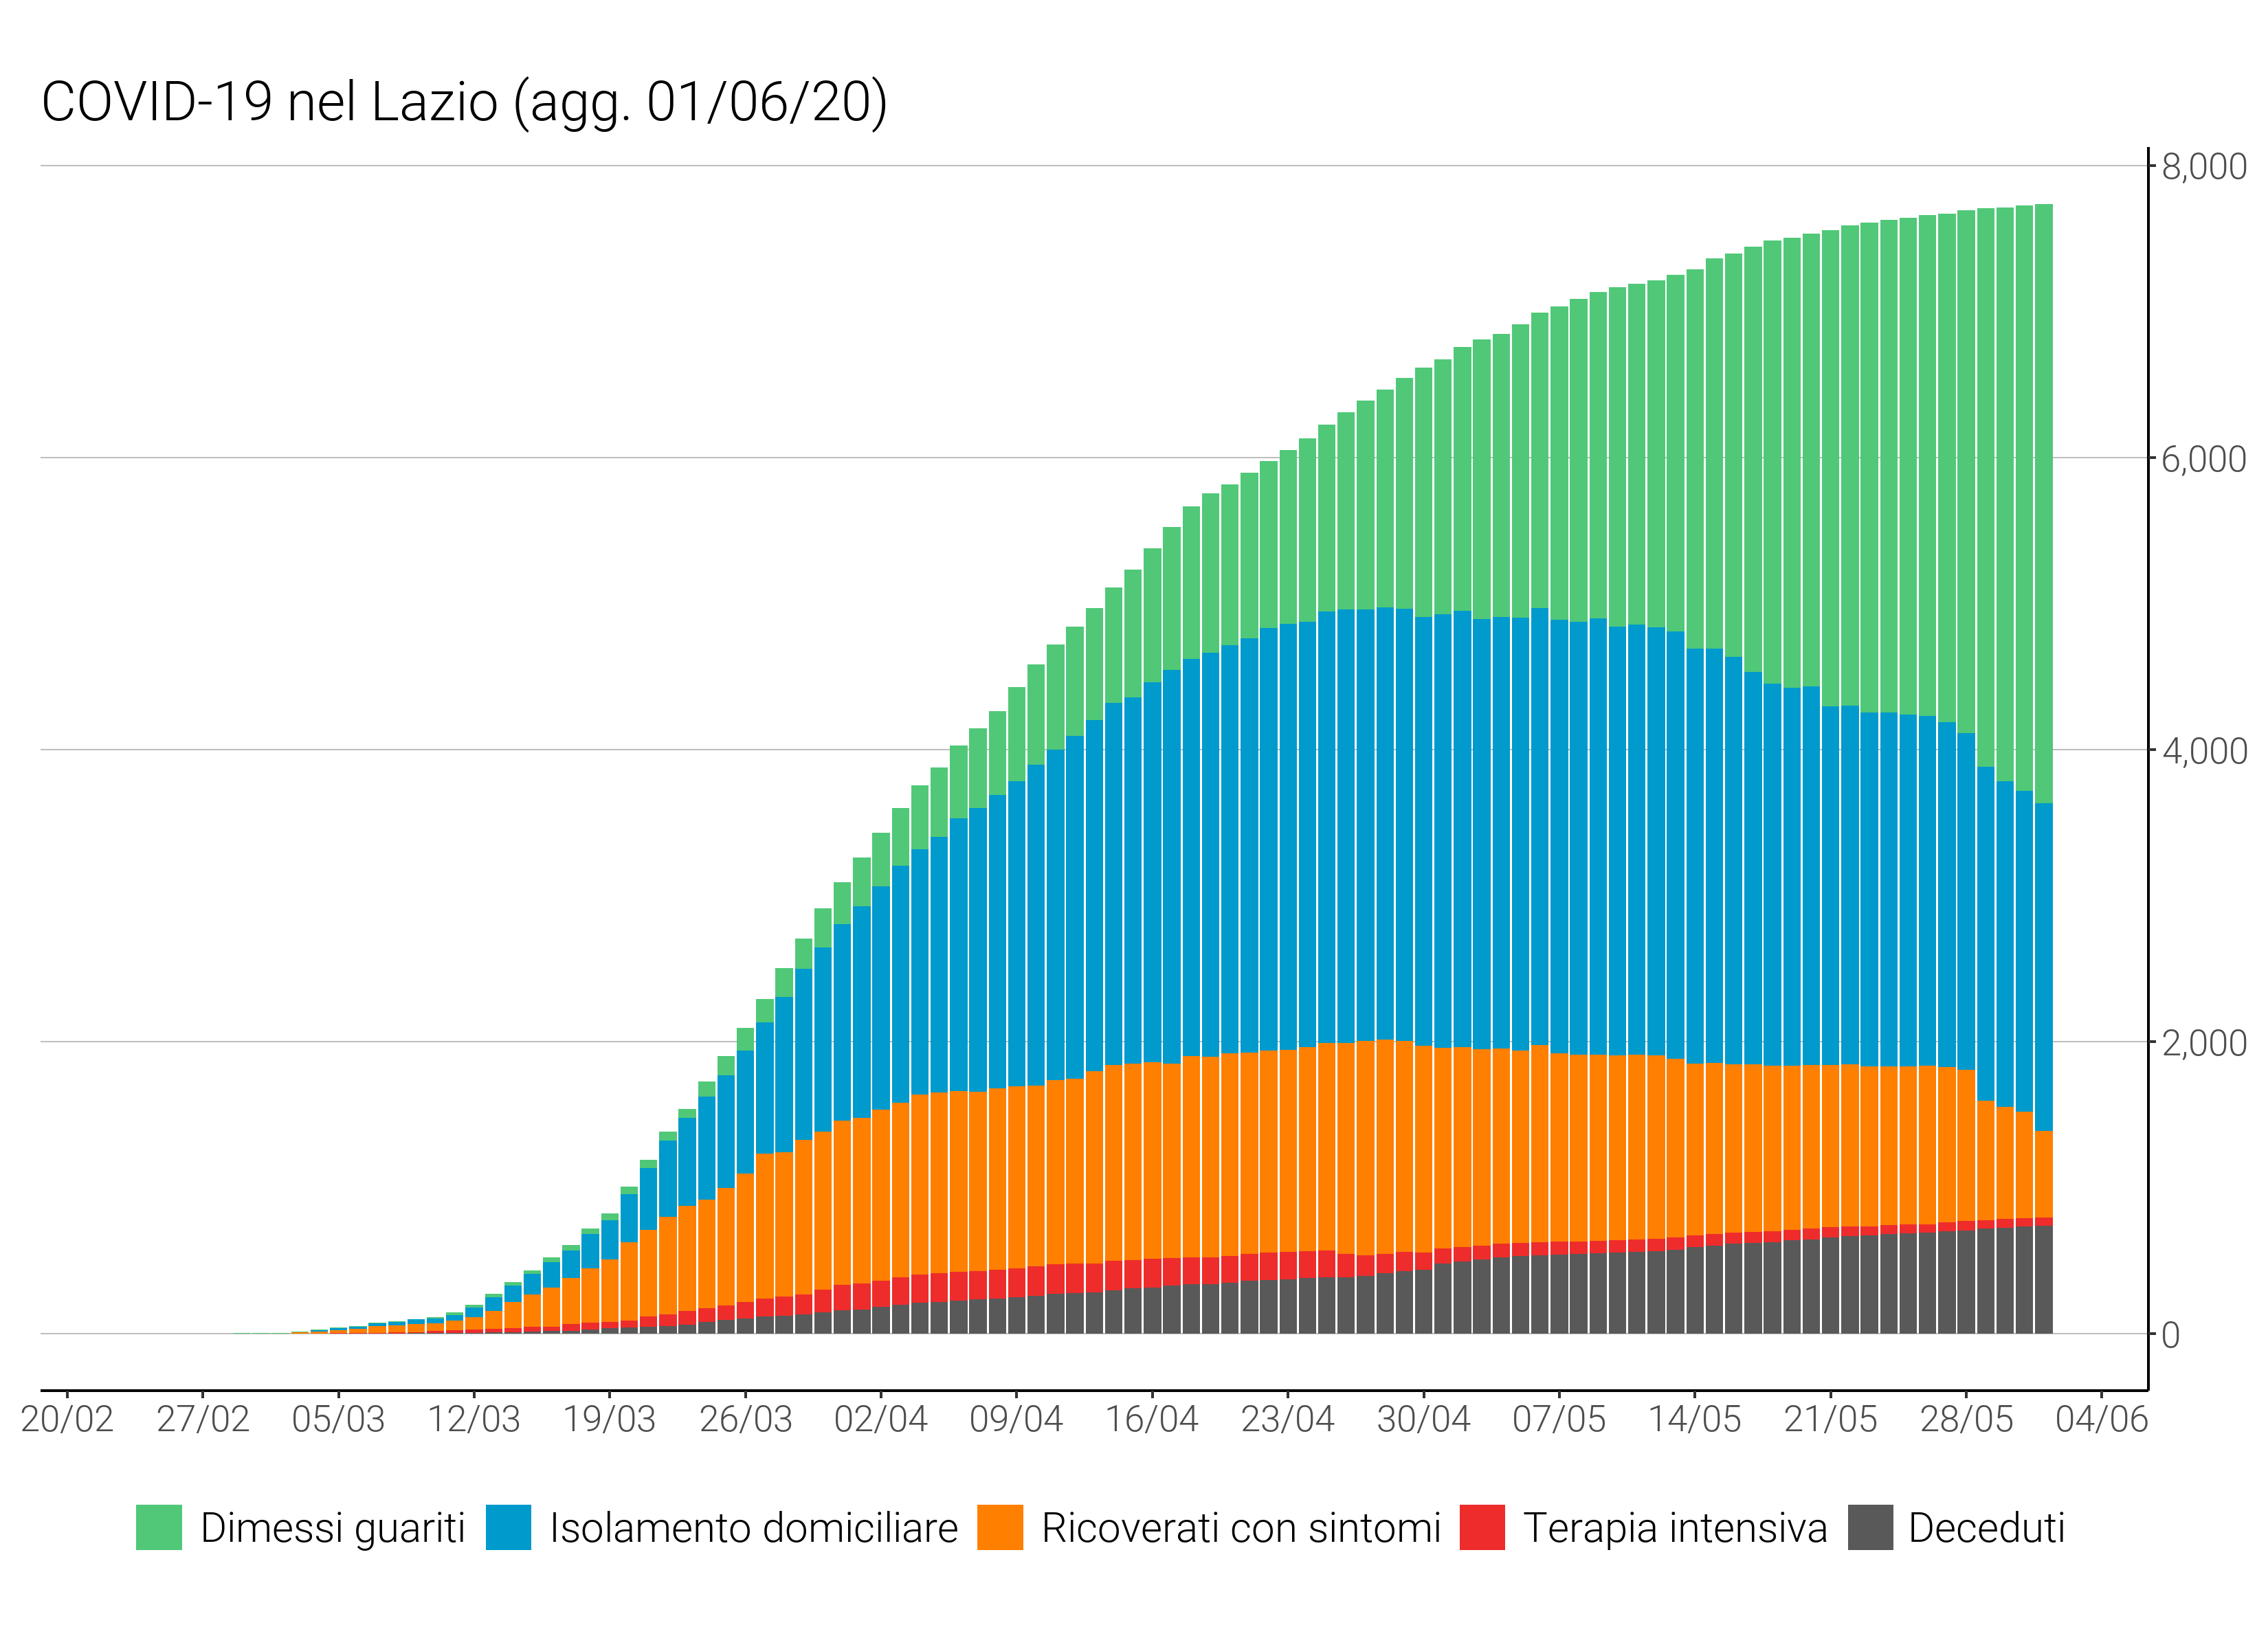 COVID-19 nel Lazio (agg. 01/06/20)
8,000
6,000
4,000
2,000
0
20/02 27/02 05/03 12/03 19/03 26/03 02/04 09/04 16/04 23/04 30/04 07/05 14/05 21/05 28/05 04/06
Dimessi guariti Isolamento domiciliare Ricoverati con sintomi Terapia intensiva Deceduti